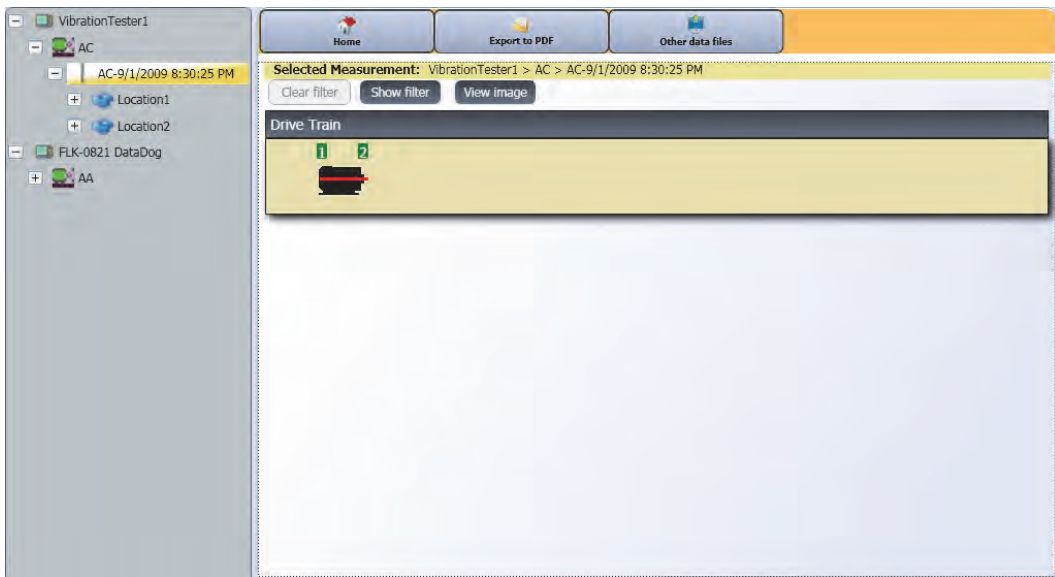 VibrationTester1
AC
AC-9/1/2009 8:30:25 PM
Location1
Location2
FLK-0821 DataDog
AA
Home
Export to PDF
Other data files
Selected Measurement: VibrationTester1 > AC > AC-9/1/2009 8:30:25 PM
Clear filter
Show filter
View image
Drive Train
1 2